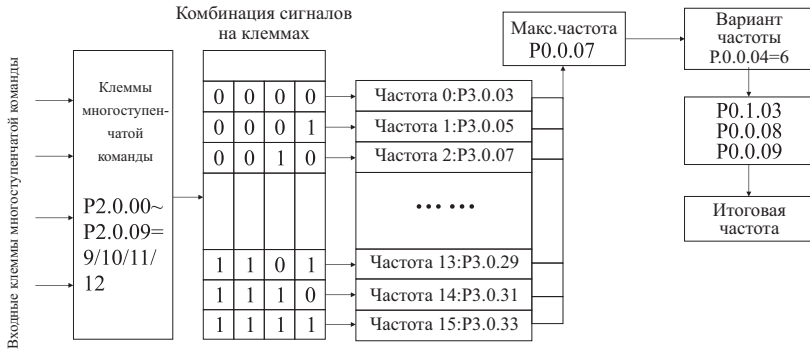 Входные клеммы многоступенчатой команды
Клеммы
многоступен-
чатой
команды
P2.0.00~
P2.0.09=
9/10/11/
12
Комбинация сигналов
на клеммах
0 0 0 0
0 0 0 1
0 0 1 0
1 1 0 1
1 1 1 0
1 1 1 1
Частота 0:P3.0.03
Частота 1:P3.0.05
Частота 2:P3.0.07
... ...
Частота 13:P3.0.29
Частота 14:P3.0.31
Частота 15:P3.0.33
Макс.частота
P0.0.07
Вариант
частоты
P.0.0.04=6
P0.1.03
P0.0.08
P0.0.09
Итоговая
частота